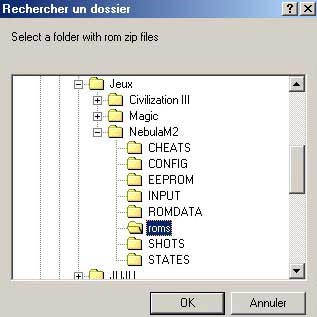 Rechercher un dossier
Select a folder with rom zip files
Jeux
Civilization III
Magic
NebulaM2
CHEATS
CONFIG
EEPROM
INPUT
ROMDATA
roms
SHOTS
STATES
JUJU
OK
Annuler